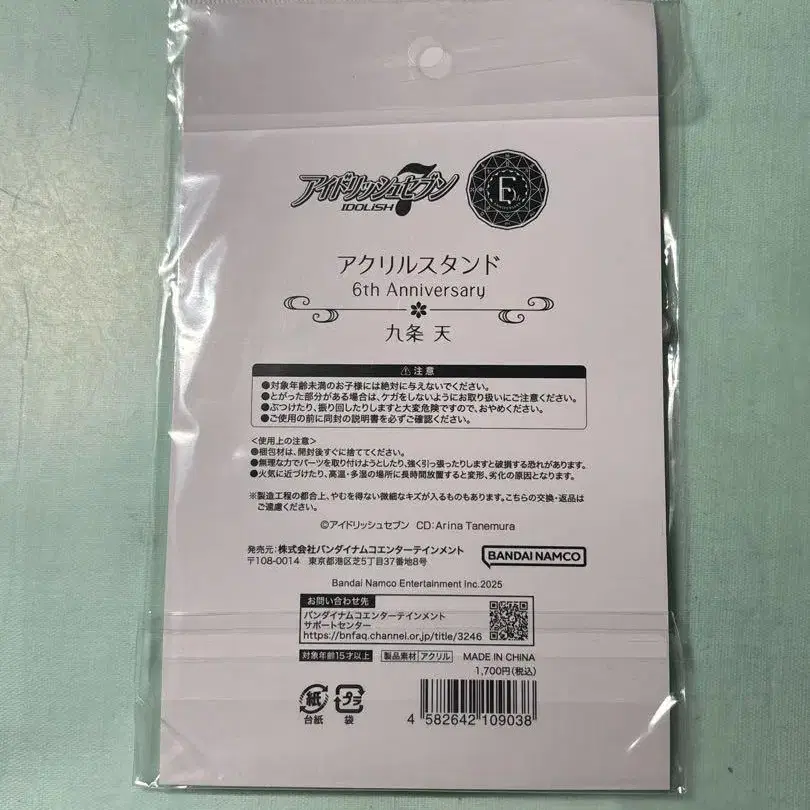 アイドリッシュセブン
IDOLiSH7
アクリルスタンド
6th Anniversary
九条 天
⚠注意
●対象年齢未満のお子様には絶対に与えないでください。
●とがった部分がある場合は、ケガをしないようにお取り扱いにご注意ください。
●ぶつけたり、振り回したりしますと大変危険ですので、おやめください。
●ご使用の前に同封の説明書を必ずご確認ください。
<使用上の注意>
●梱包材は、開封後すぐに捨ててください。
●無理な力でパーツを取り付けようとしたり、強く引っ張ったりしますと破損する恐れがあります。
●火気に近づけたり、高温・多湿の場所に長時間放置すると変形、劣化の原因となります。
※製造工程の都合上、やむを得ない微細なキズが入るものもあります。こちらの交換・返品は
ご遠慮ください。
©アイドリッシュセブン CD:Arina Tanemura
発売元:株式会社バンダイナムコエンターテインメント
〒108-0014 東京都港区芝5丁目37番地8号
BANDAI NAMCO
Bandai Namco Entertainment Inc.2025
お問い合わせ先
バンダイナムコエンターテインメント
サポートセンター
https://bnfaq.channel.or.jp/title/3246
対象年齢15才以上 製品素材 アクリル MADE IN CHINA
1,700円(税込)
紙 プラ
台紙 袋
4 582642 109038